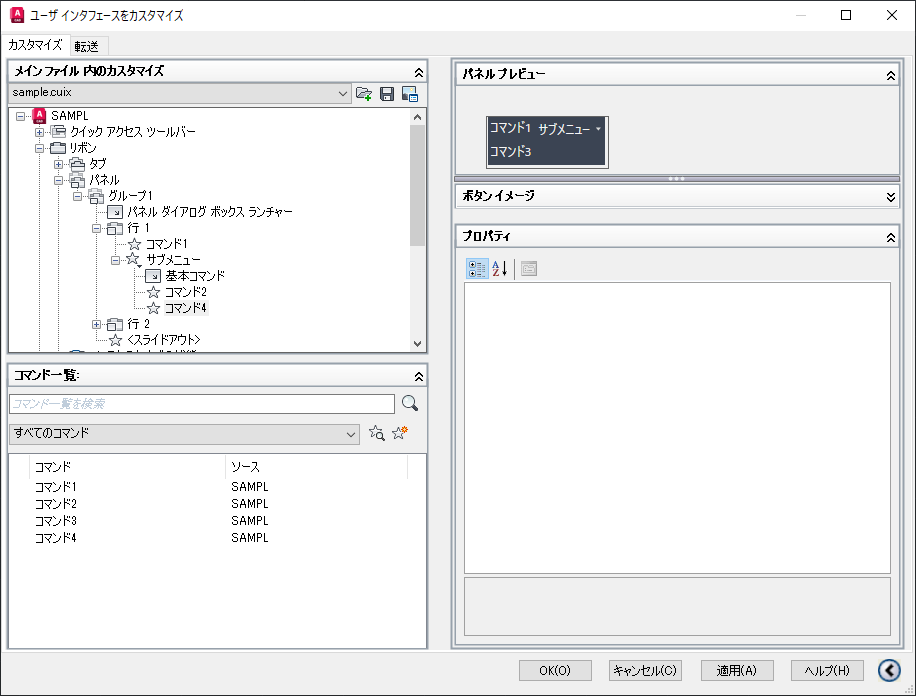 ユーザ インタフェースをカスタマイズ
カスタマイズ 転送
メイン ファイル 内のカスタマイズ
sample.cuix
SAMPL
クイック アクセス ツールバー
リボン
タブ
パネル
グループ1
パネル ダイアログ ボックス ランチャー
行 1
コマンド1
サブメニュー
基本コマンド
コマンド2
コマンド4
行 2
<スライドアウト>
コマンド一覧:
コマンド一覧を検索
すべてのコマンド
コマンド ソース
コマンド1 SAMPL
コマンド2 SAMPL
コマンド3 SAMPL
コマンド4 SAMPL
パネル プレビュー
コマンド1 サブメニュー
コマンド3
ボタン イメージ
プロパティ
OK(O) キャンセル(C) 適用(A) ヘルプ(H)